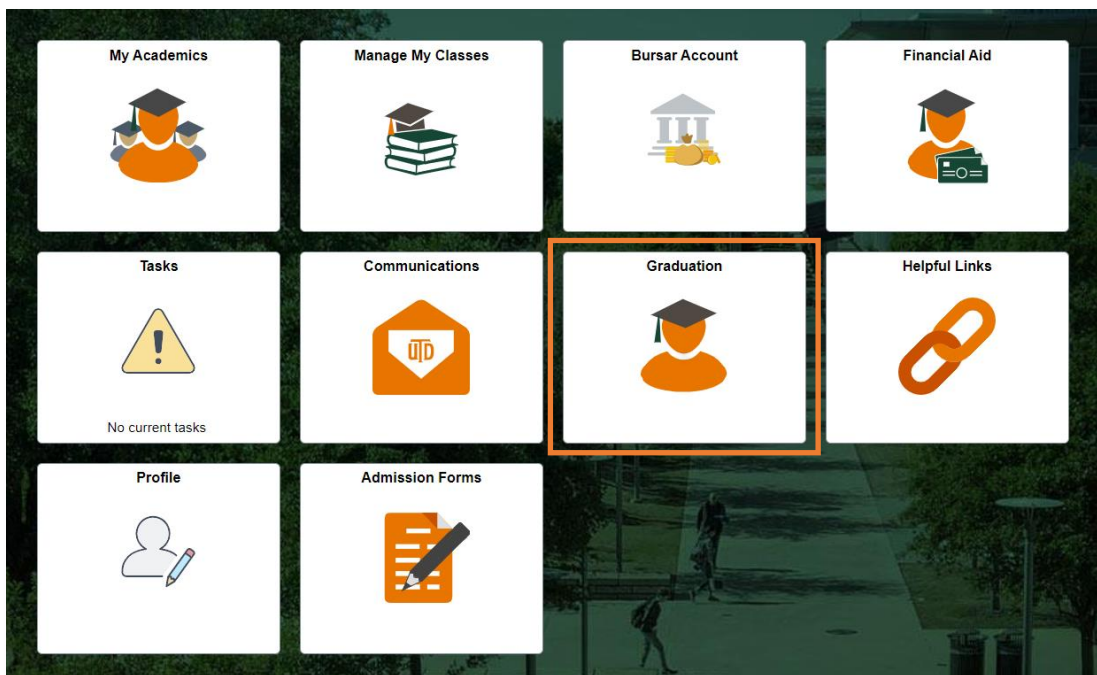 My Academics
Manage My Classes
Bursar Account
Financial Aid
Tasks
No current tasks
Communications
UTD
Graduation
Helpful Links
Profile
Admission Forms